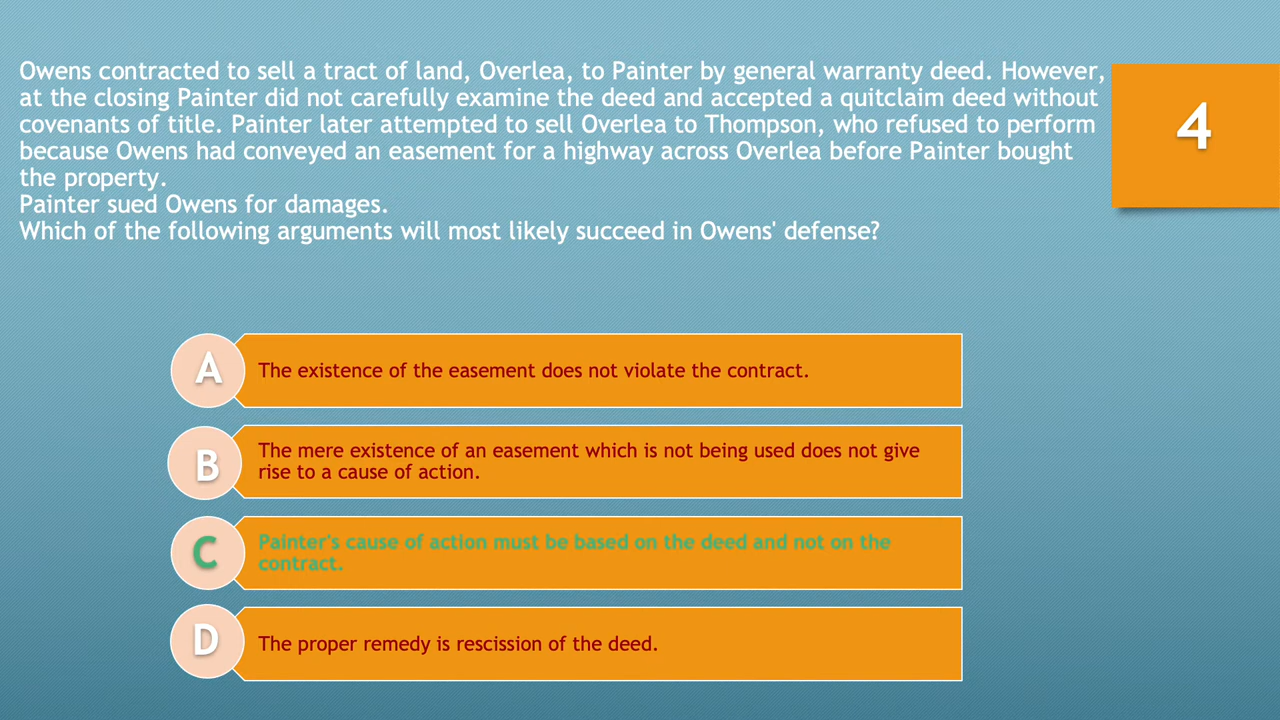 Owens contracted to sell a tract of land, Overlea, to Painter by general warranty deed. However,
at the closing Painter did not carefully examine the deed and accepted a quitclaim deed without
covenants of title. Painter later attempted to sell Overlea to Thompson, who refused to perform
because Owens had conveyed an easement for a highway across Overlea before Painter bought
the property.
Painter sued Owens for damages.
Which of the following arguments will most likely succeed in Owens' defense?
4
A
The existence of the easement does not violate the contract.
B
The mere existence of an easement which is not being used does not give
rise to a cause of action.
C
Painter's cause of action must be based on the deed and not on the
contract.
D
The proper remedy is rescission of the deed.